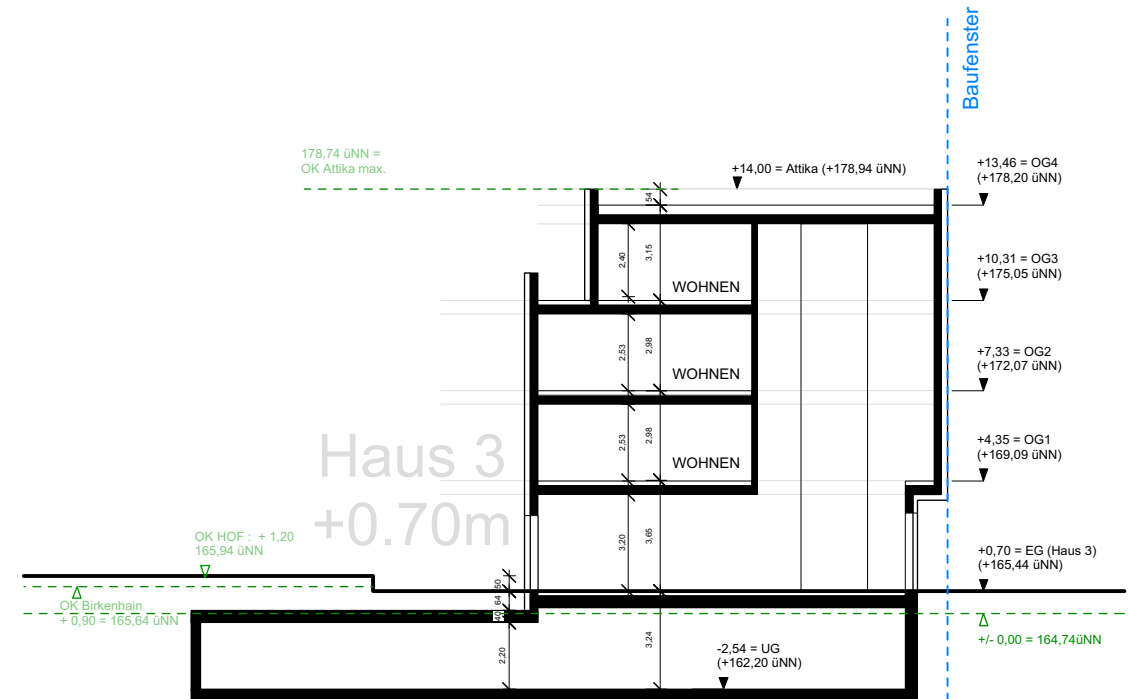 Baufenster
178,74 üNN =
OK Attika max.
+14,00 = Attika (+178,94 üNN)
+13,46 = OG4
(+178,20 üNN)
54
2,40
3,15
+10,31 = OG3
(+175,05 üNN)
WOHNEN
2,53
2,98
+7,33 = OG2
(+172,07 üNN)
WOHNEN
2,53
2,98
+4,35 = OG1
(+169,09 üNN)
WOHNEN
Haus 3
+0.70m
OK HOF : + 1,20
165,94 üNN
3,20
3,65
+0,70 = EG (Haus 3)
(+165,44 üNN)
50
64
40
OK Birkenhain
+ 0,90 = 165,64 üNN
+/- 0,00 = 164,74üNN
2,20
3,24
-2,54 = UG
(+162,20 üNN)